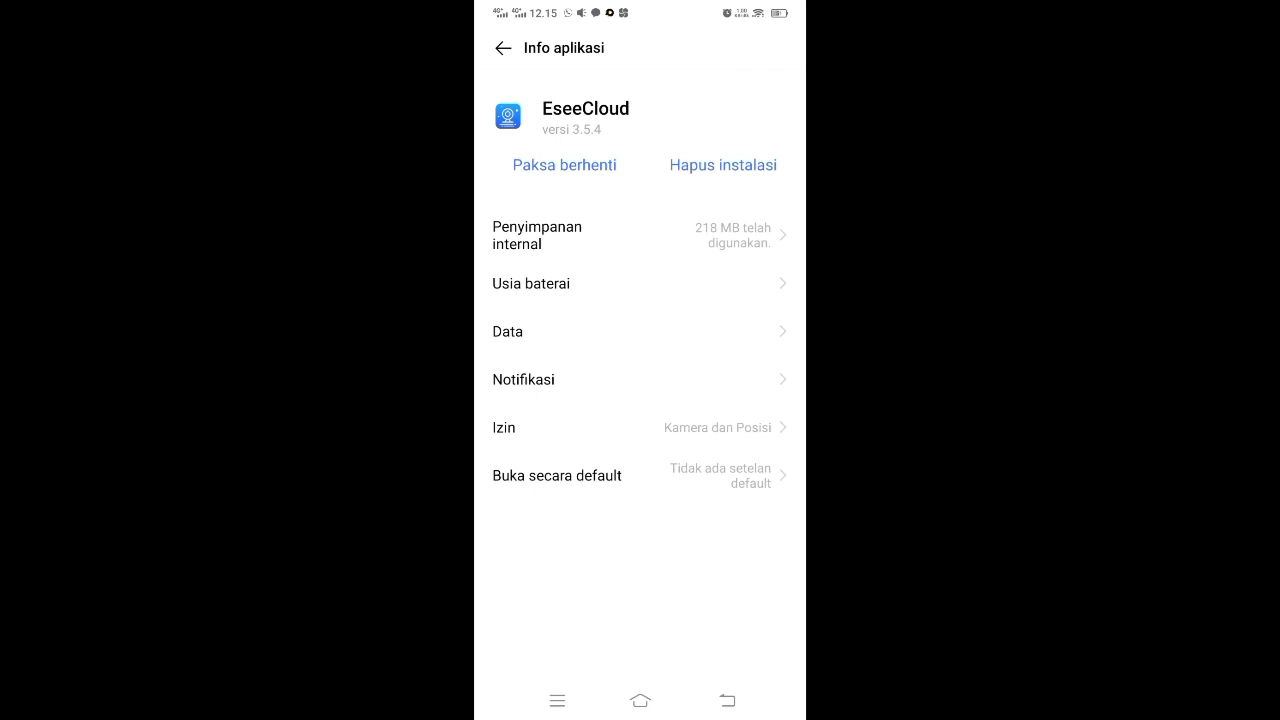 12.15
Info aplikasi
EseeCloud
versi 3.5.4
Paksa berhenti
Hapus instalasi
Penyimpanan
internal
218 MB telah
digunakan.
Usia baterai
Data
Notifikasi
Izin
Kamera dan Posisi
Buka secara default
Tidak ada setelan
default